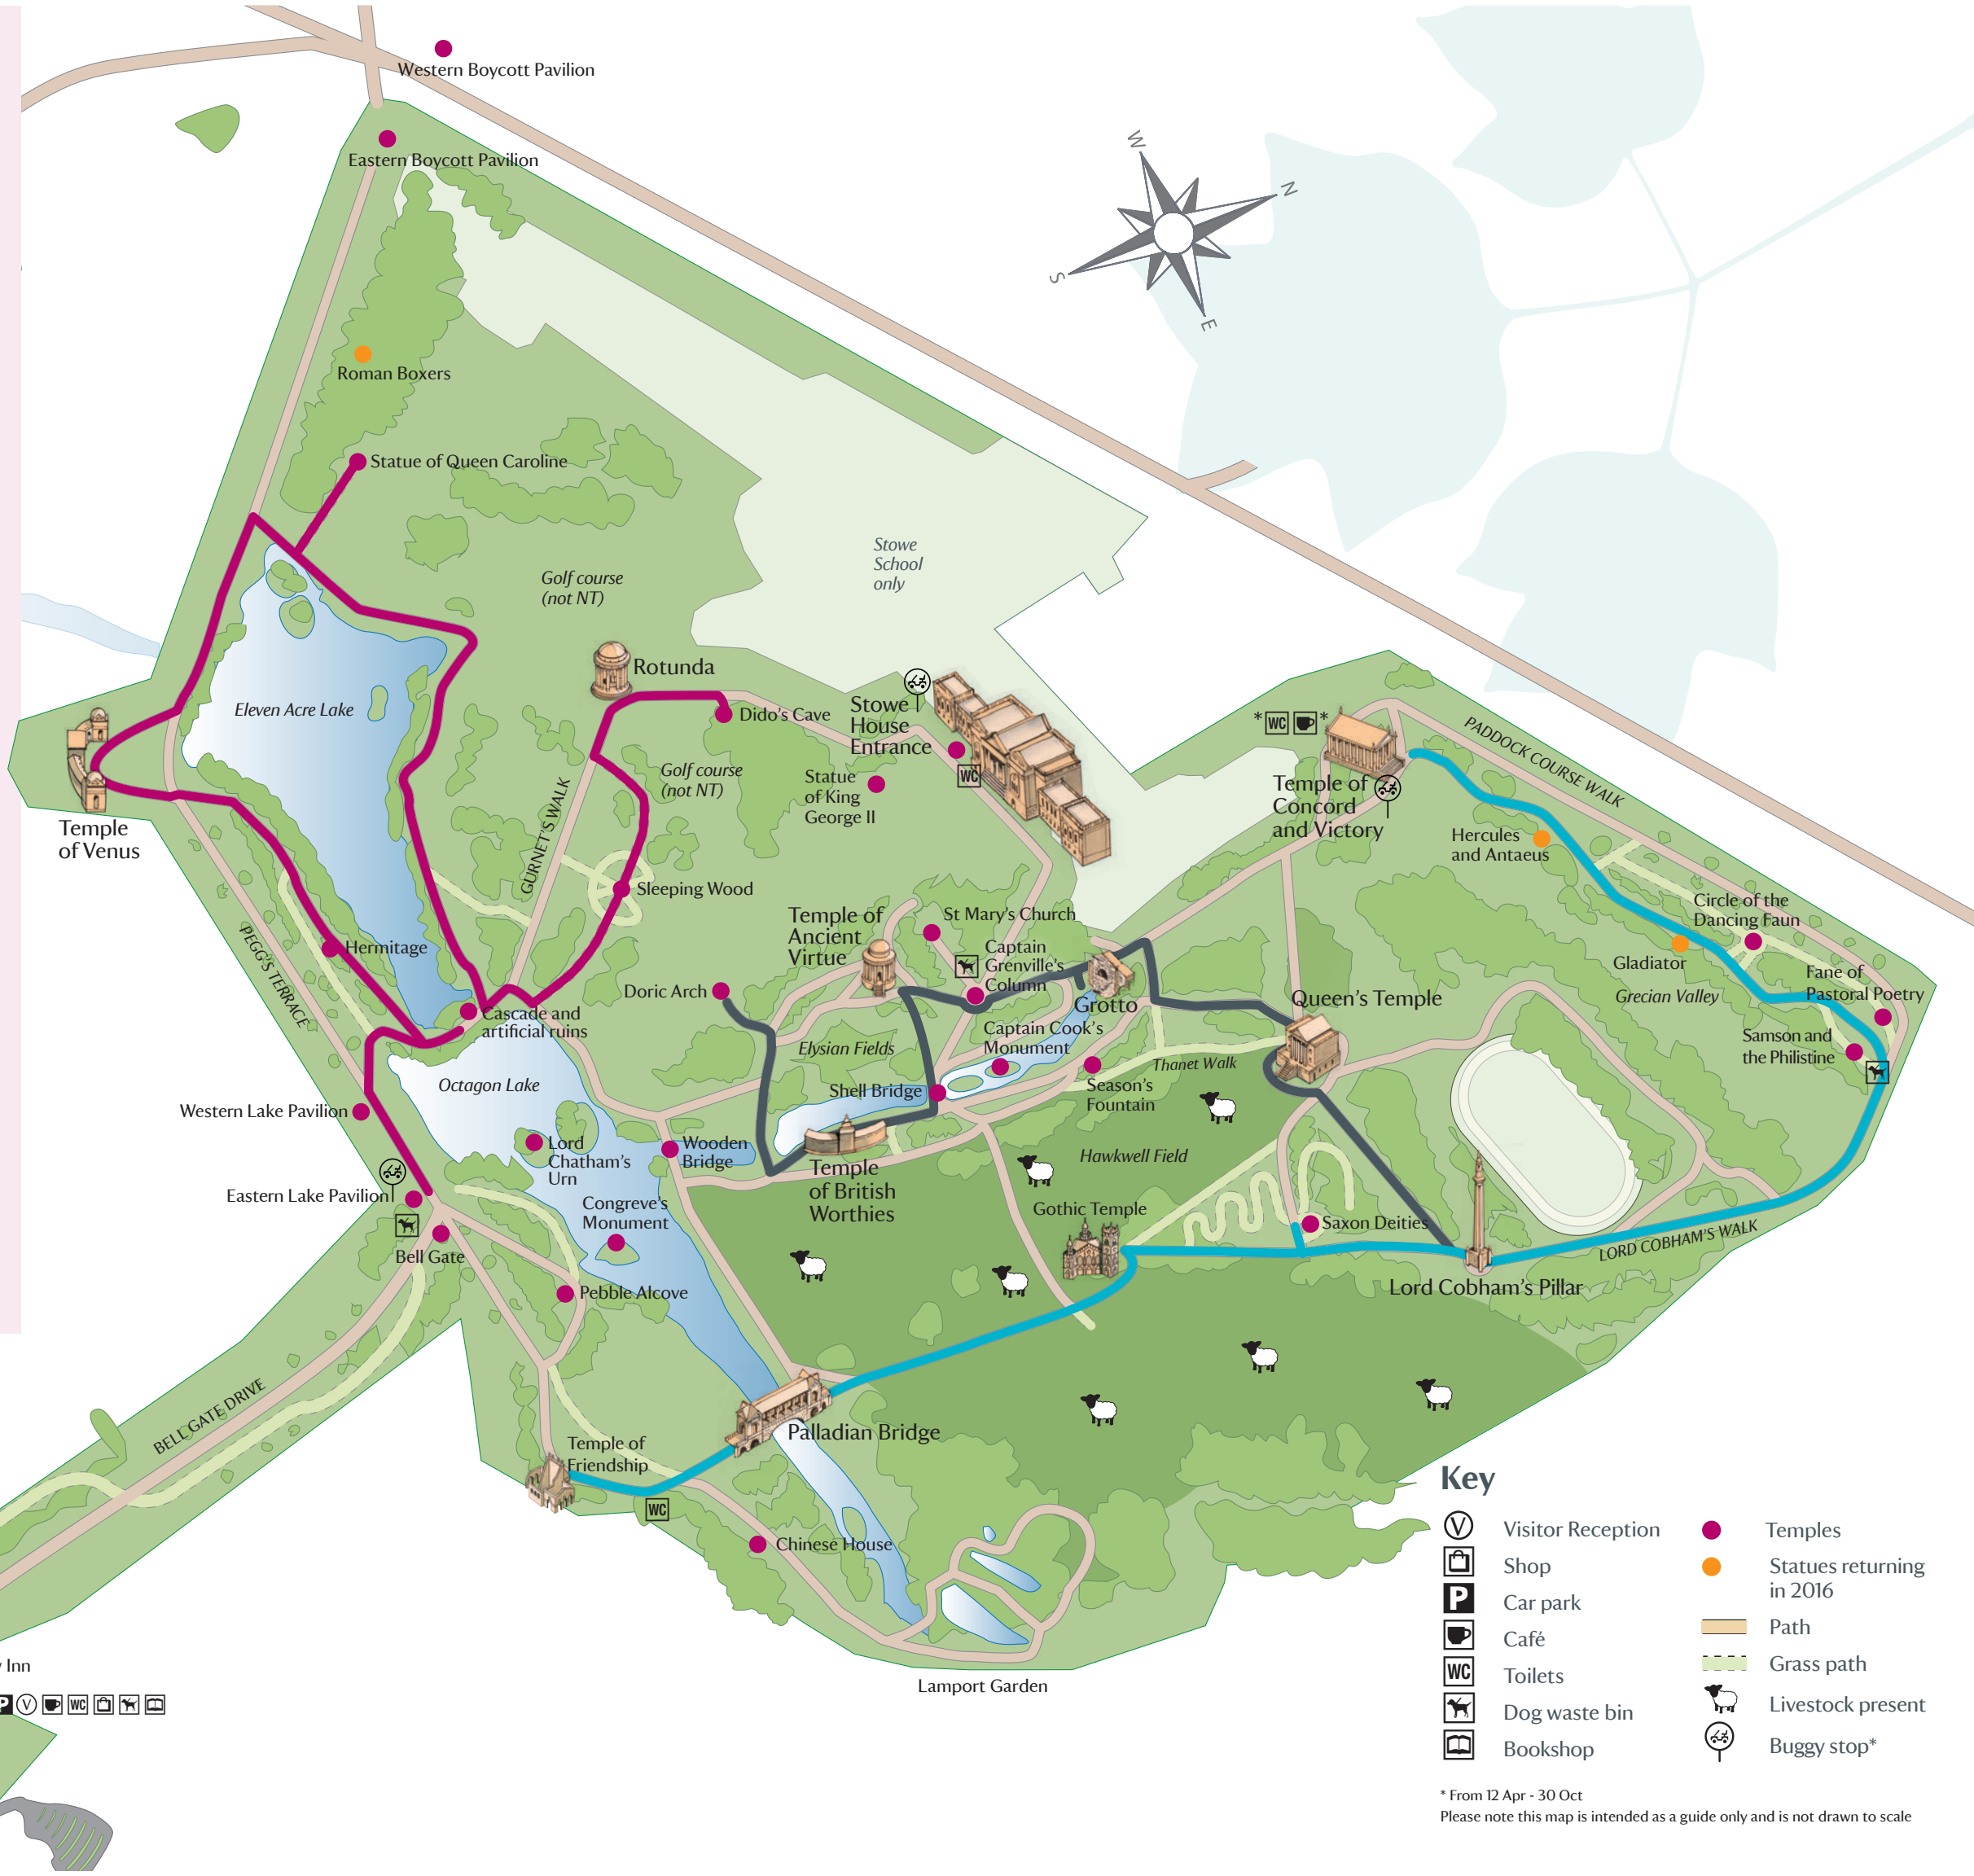 Western Boycott Pavilion
Eastern Boycott Pavilion
W
N
S
E
Roman Boxers
Statue of Queen Caroline
Stowe
School
only
Golf course
(not NT)
Rotunda
Eleven Acre Lake
Dido's Cave
Stowe
House
Entrance
WC
Golf course
(not NT)
Statue
of King
George II
* WC *
Temple of
Concord
and Victory
PADDOCK COURSE WALK
Temple
of Venus
GURNET'S WALK
Hercules
and Antaeus
Sleeping Wood
Circle of the
Dancing Faun
Temple of
Ancient
Virtue
St Mary's Church
Captain
Grenville's
Column
Hermitage
PEGG'S TERRACE
Gladiator
Fane of
Pastoral Poetry
Grecian Valley
Doric Arch
Grotto
Queen's Temple
Cascade and
artificial ruins
Captain Cook's
Monument
Elysian Fields
Samson and
the Philistine
Thanet Walk
Octagon Lake
Shell Bridge
Season's
Fountain
Western Lake Pavilion
Lord
Chatham's
Urn
Wooden
Bridge
Hawkwell Field
Temple
of British
Worthies
Eastern Lake Pavilion
Congreve's
Monument
Gothic Temple
Saxon Deities
LORD COBHAM'S WALK
Bell Gate
Pebble Alcove
Lord Cobham's Pillar
BELL GATE DRIVE
Palladian Bridge
Temple of
Friendship
WC
Chinese House
Lamport Garden
Inn
P V WC
Key
V Visitor Reception
Shop
P Car park
Café
WC Toilets
Dog waste bin
Bookshop
Temples
Statues returning
in 2016
Path
Grass path
Livestock present
Buggy stop*
* From 12 Apr - 30 Oct
Please note this map is intended as a guide only and is not drawn to scale